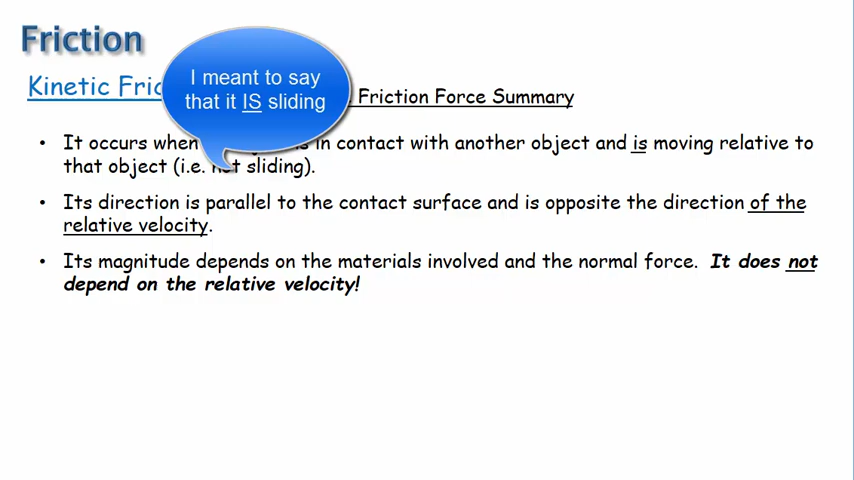 Friction
Kinetic Fric
I meant to say
that it IS sliding
Friction Force Summary
• It occurs when in contact with another object and is moving relative to
that object (i.e. sliding).
• Its direction is parallel to the contact surface and is opposite the direction of the
relative velocity.
• Its magnitude depends on the materials involved and the normal force. It does not
depend on the relative velocity!